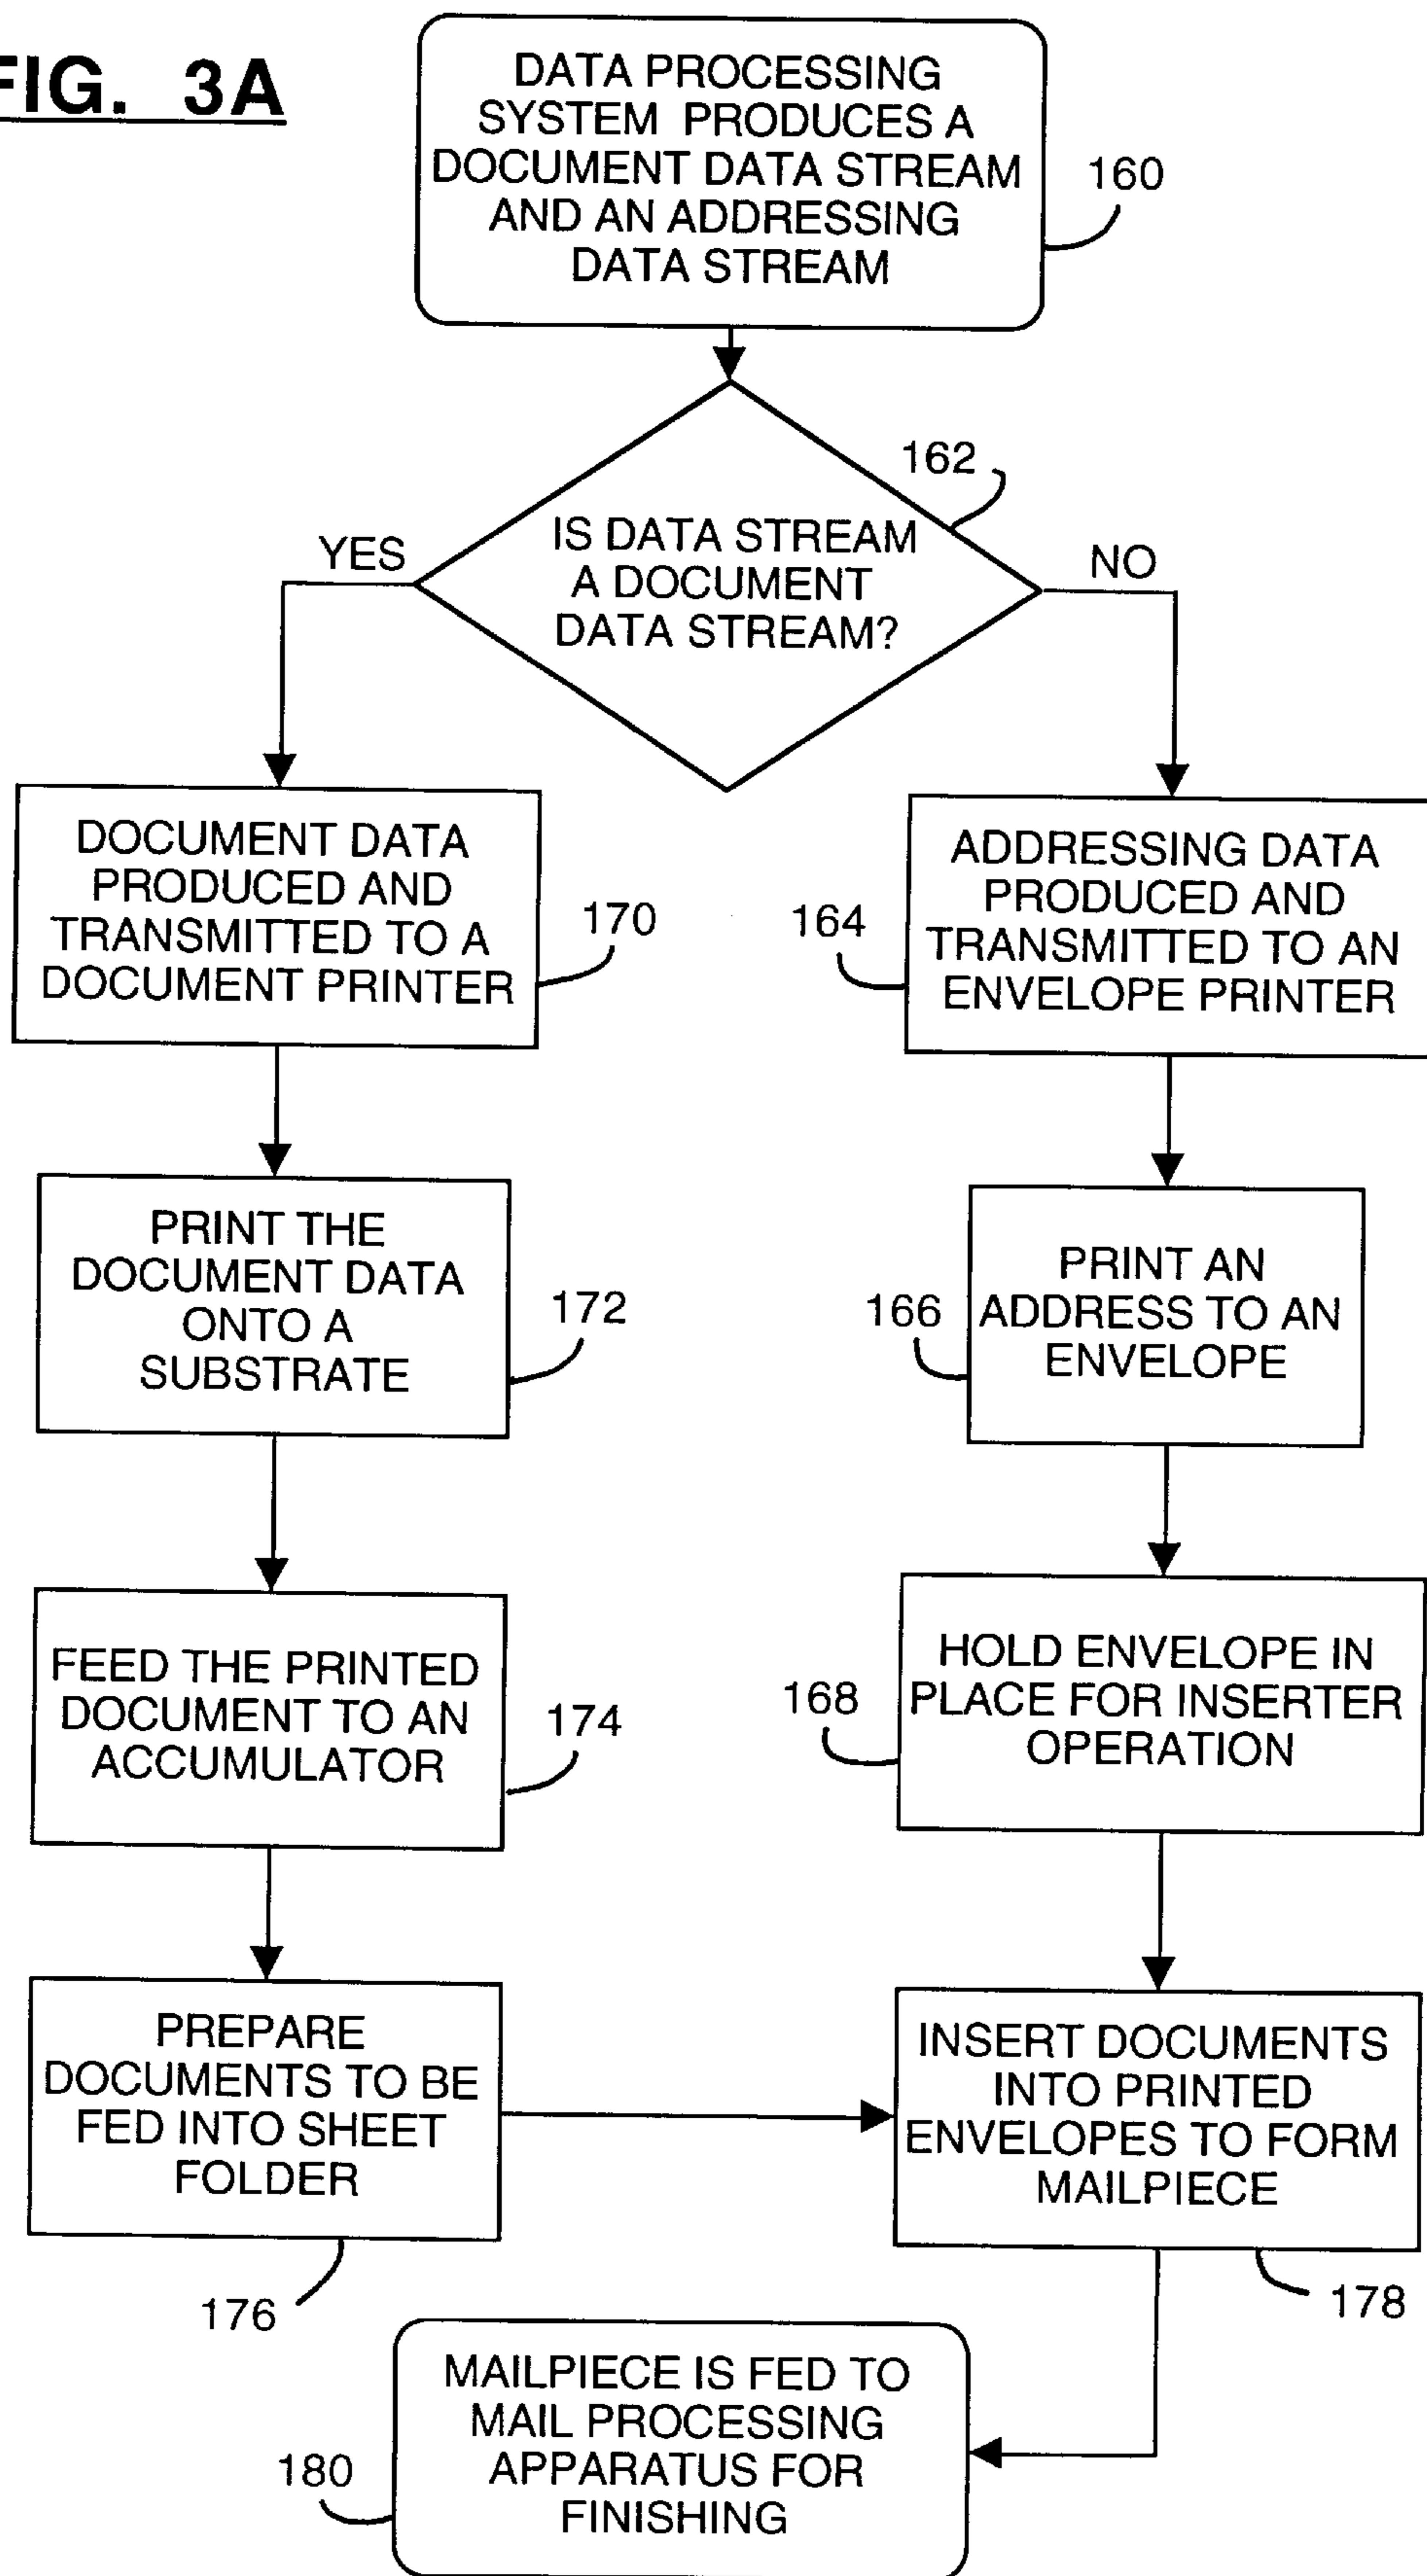 FIG. 3A
DATA PROCESSING
SYSTEM PRODUCES A
DOCUMENT DATA STREAM
AND AN ADDRESSING
DATA STREAM
160
162
IS DATA STREAM
A DOCUMENT
DATA STREAM?
YES
NO
DOCUMENT DATA
PRODUCED AND
TRANSMITTED TO A
DOCUMENT PRINTER
170
164
ADDRESSING DATA
PRODUCED AND
TRANSMITTED TO AN
ENVELOPE PRINTER
PRINT THE
DOCUMENT DATA
ONTO A
SUBSTRATE
172
166
PRINT AN
ADDRESS TO AN
ENVELOPE
FEED THE PRINTED
DOCUMENT TO AN
ACCUMULATOR
174
168
HOLD ENVELOPE IN
PLACE FOR INSERTER
OPERATION
PREPARE
DOCUMENTS TO BE
FED INTO SHEET
FOLDER
176
INSERT DOCUMENTS
INTO PRINTED
ENVELOPES TO FORM
MAILPIECE
178
MAILPIECE IS FED TO
MAIL PROCESSING
APPARATUS FOR
FINISHING
180